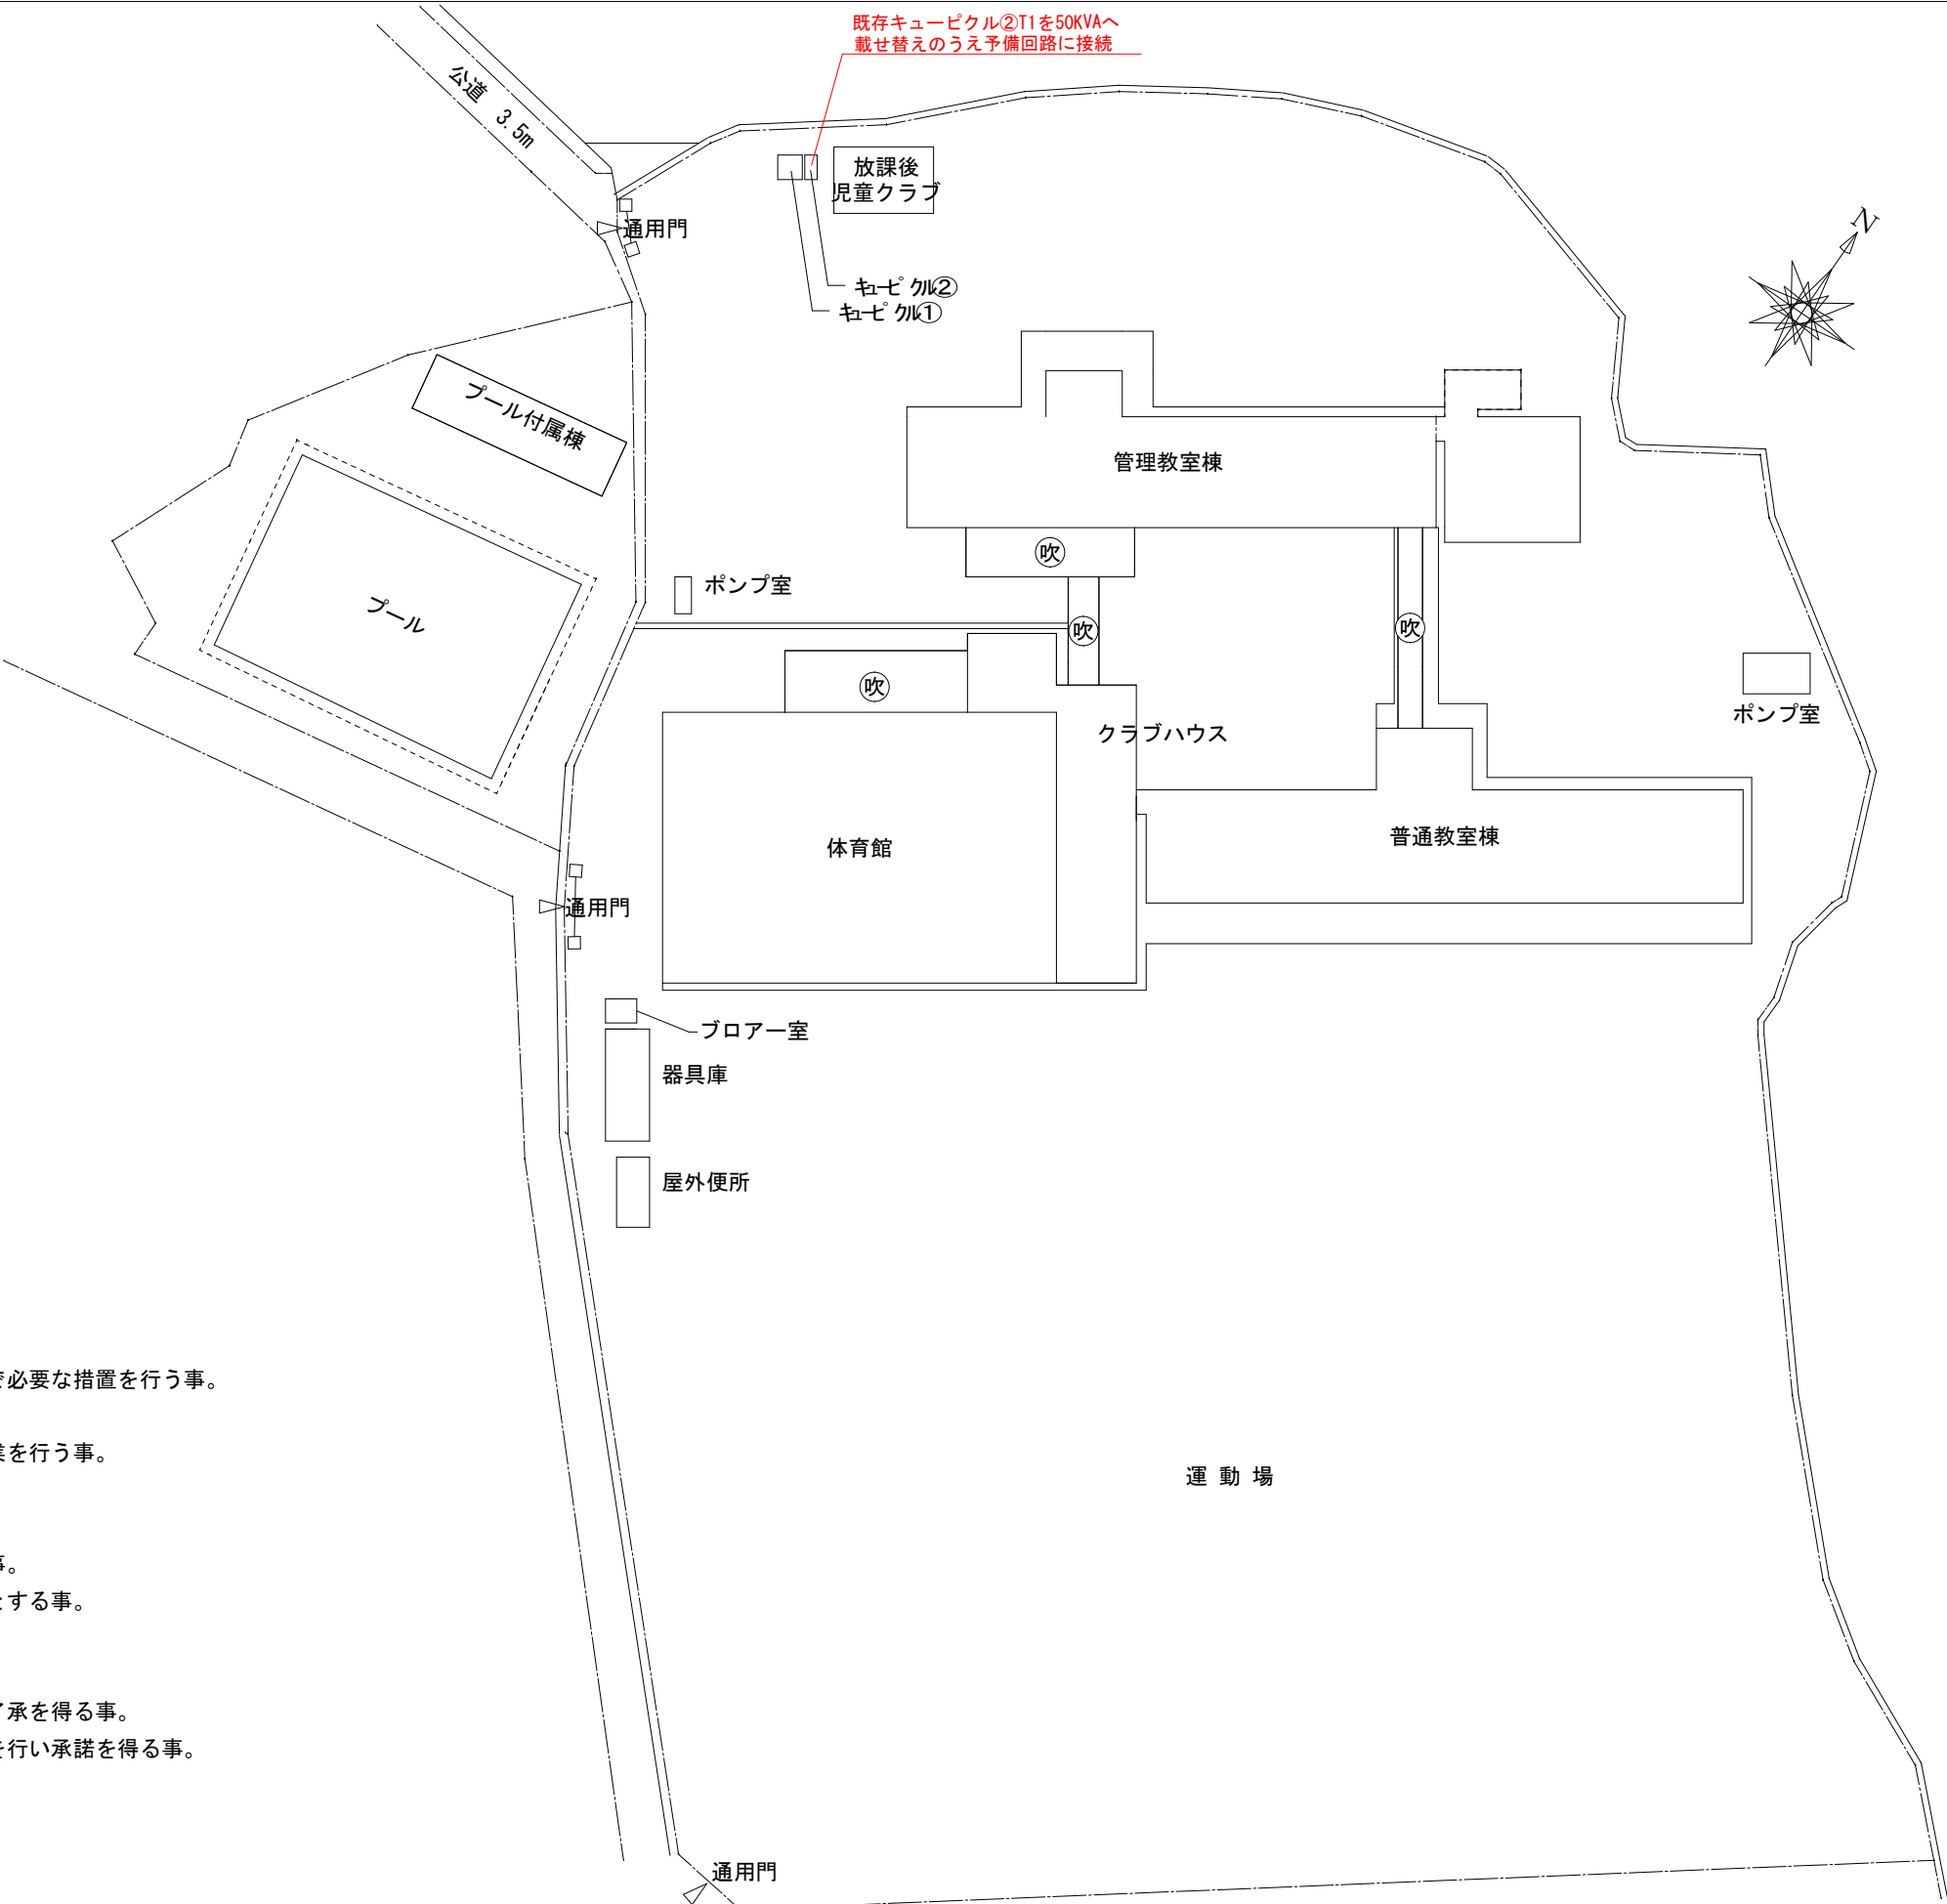 既存キュービクル②T1を50KVAへ
載せ替えのうえ予備回路に接続
公道 3.5m
放課後
児童クラブ
通用門
キュービクル②
キュービクル①
N
プール付属棟
管理教室棟
吹
ポンプ室
プール
吹
吹
吹
ポンプ室
クラブハウス
普通教室棟
体育館
通用門
ブロアー室
器具庫
屋外便所
必要な措置を行う事。
を行う事。
運動場
事。
する事。
承を得る事。
を行い承諾を得る事。
通用門